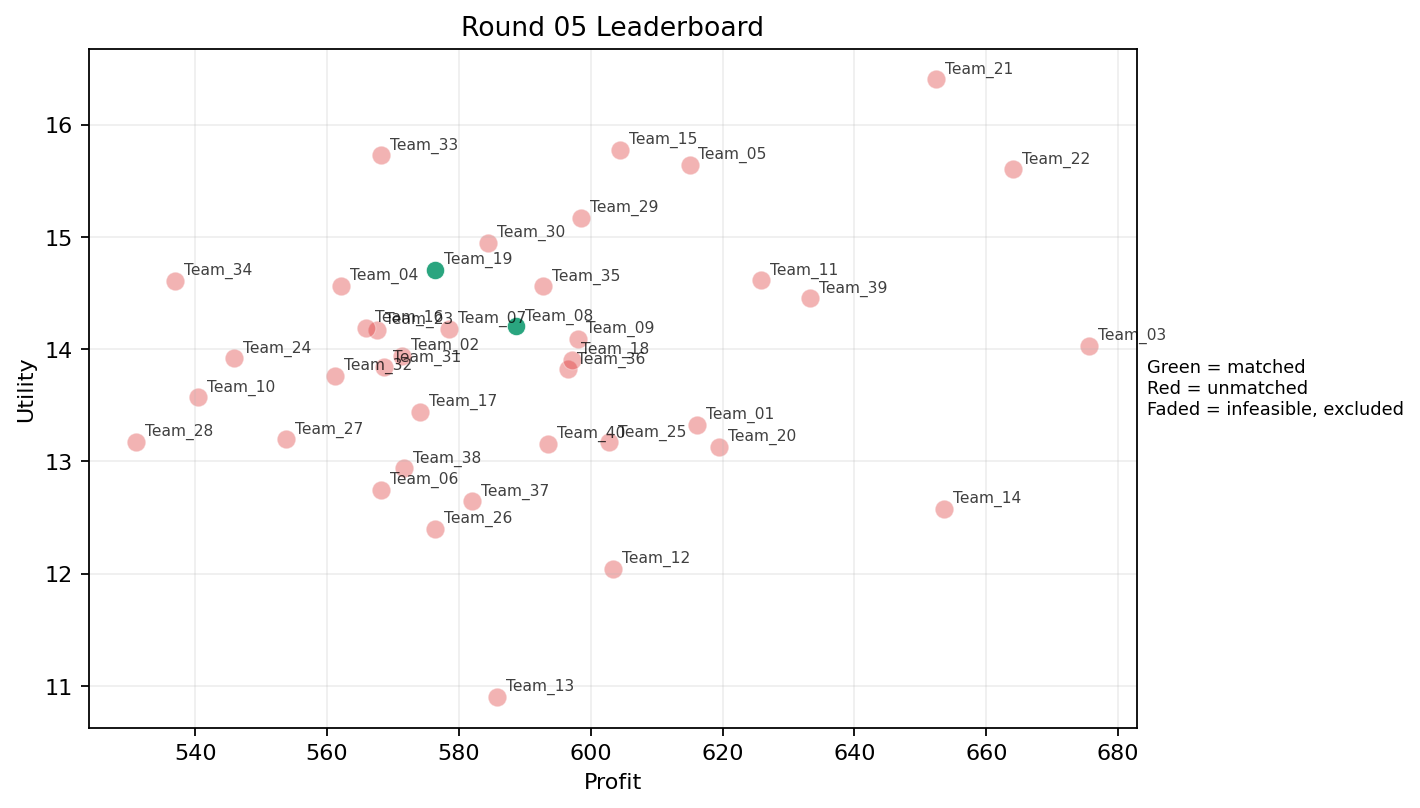 Round 05 Leaderboard
Team_21
Team_33
Team_15
Team_05
Team_22
Team_29
Team_30
Team_19
Team_34
Team_04
Team_35
Team_11
Team_39
Team_16
Team_23
Team_07
Team_08
Team_09
Team_03
Team_24
Team_02
Team_18
Team_31
Team_36
Team_32
Team_10
Team_17
Team_01
Team_28
Team_27
Team_40
Team_25
Team_20
Team_38
Team_06
Team_37
Team_14
Team_26
Team_12
Team_13
16
15
14
13
12
11
Utility
540 560 580 600 620 640 660 680
Profit
Green = matched
Red = unmatched
Faded = infeasible, excluded